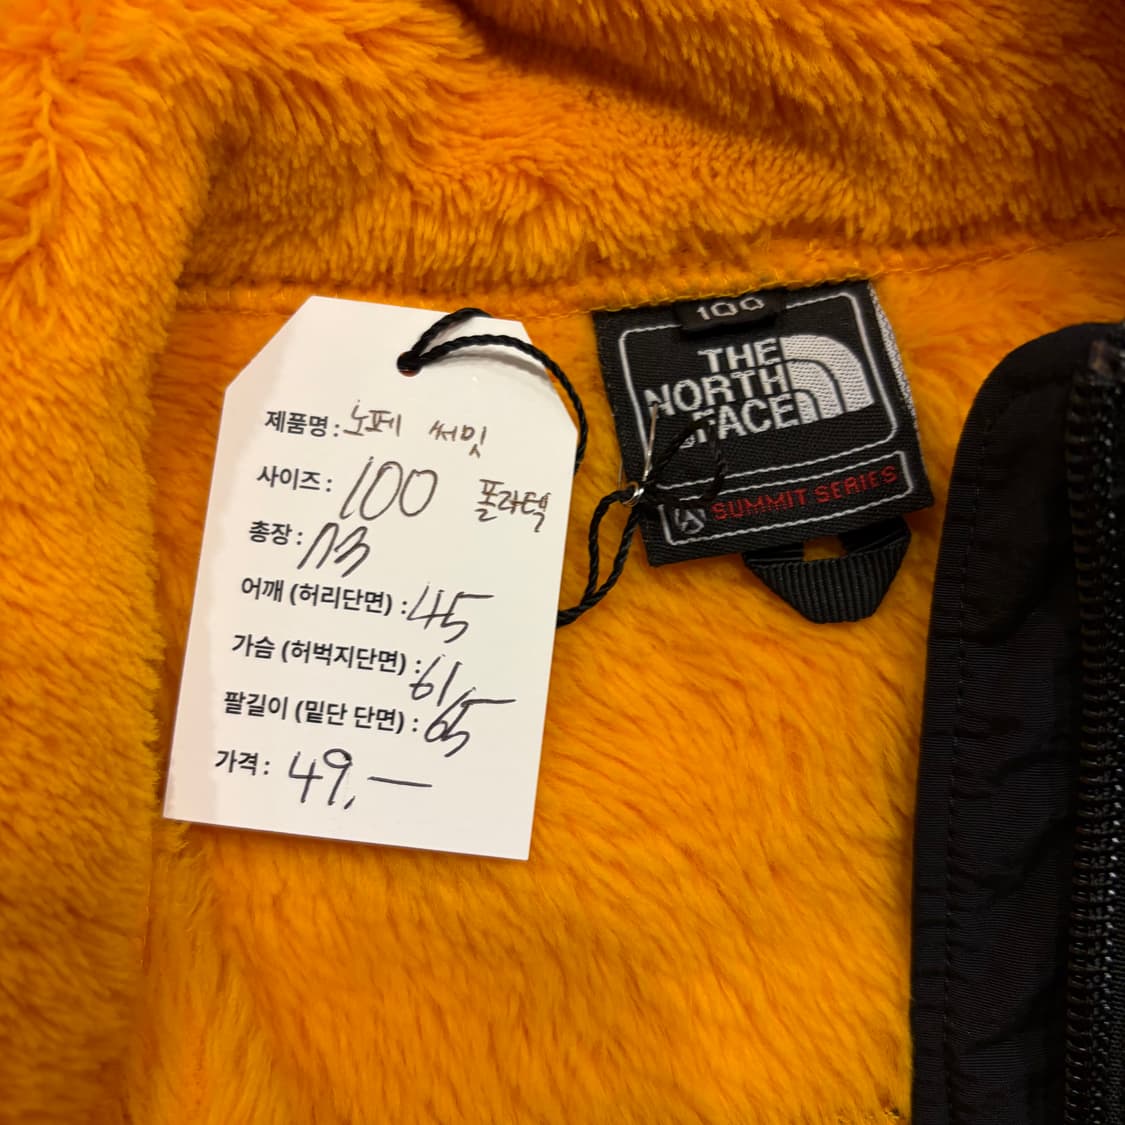 제품명 : 노페 써밋
사이즈 : 100 폴라텍
총장 : 73
어깨 (허리단면) : 45
가슴 (허벅지단면) : 61
팔길이 (밑단 단면) : 65
가격 : 49,—
100
THE
NORTH
FACE
SUMMIT SERIES